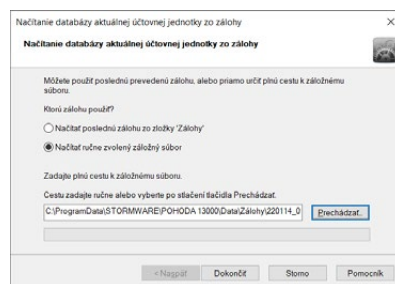 Načítanie databázy aktuálnej účtovnej jednotky zo zálohy
Načítanie databázy aktuálnej účtovnej jednotky zo zálohy
Môžete použiť poslednú prevedenú zálohu, alebo priamo určiť plnú cestu k záložnému
súboru.
Ktorú zálohu použiť?
Načítať poslednú zálohu zo zložky 'Zálohy'
Načítať ručne zvolený záložný súbor
Zadajte plnú cestu k záložnému súboru.
Cestu zadajte ručne alebo vyberte po stlačení tlačidla Prechádzať.
C:\ProgramData\STORMWARE\POHODA 13000\Data\Zálohy\220114_0
Prechádzať..
< Naspäť
Dokončiť
Storno
Pomocník